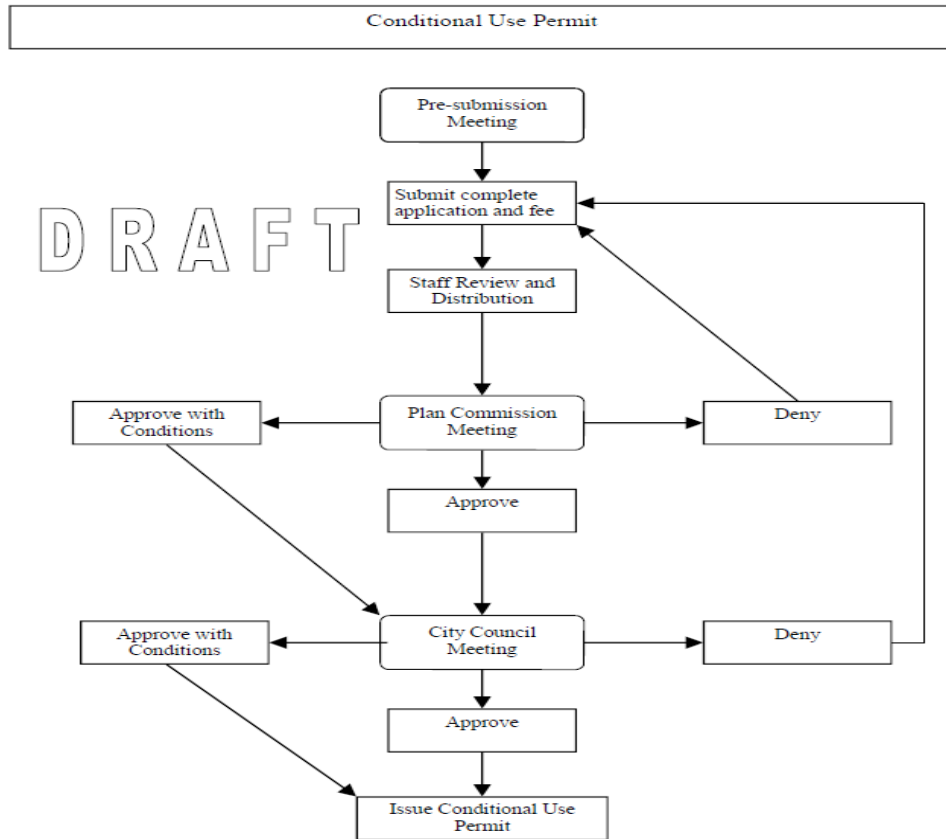 Conditional Use Permit
Pre-submission
Meeting
Submit complete
application and fee
DRAFT
Staff Review and
Distribution
Approve with
Conditions
Plan Commission
Meeting
Deny
Approve
Approve with
Conditions
City Council
Meeting
Deny
Approve
Issue Conditional Use
Permit